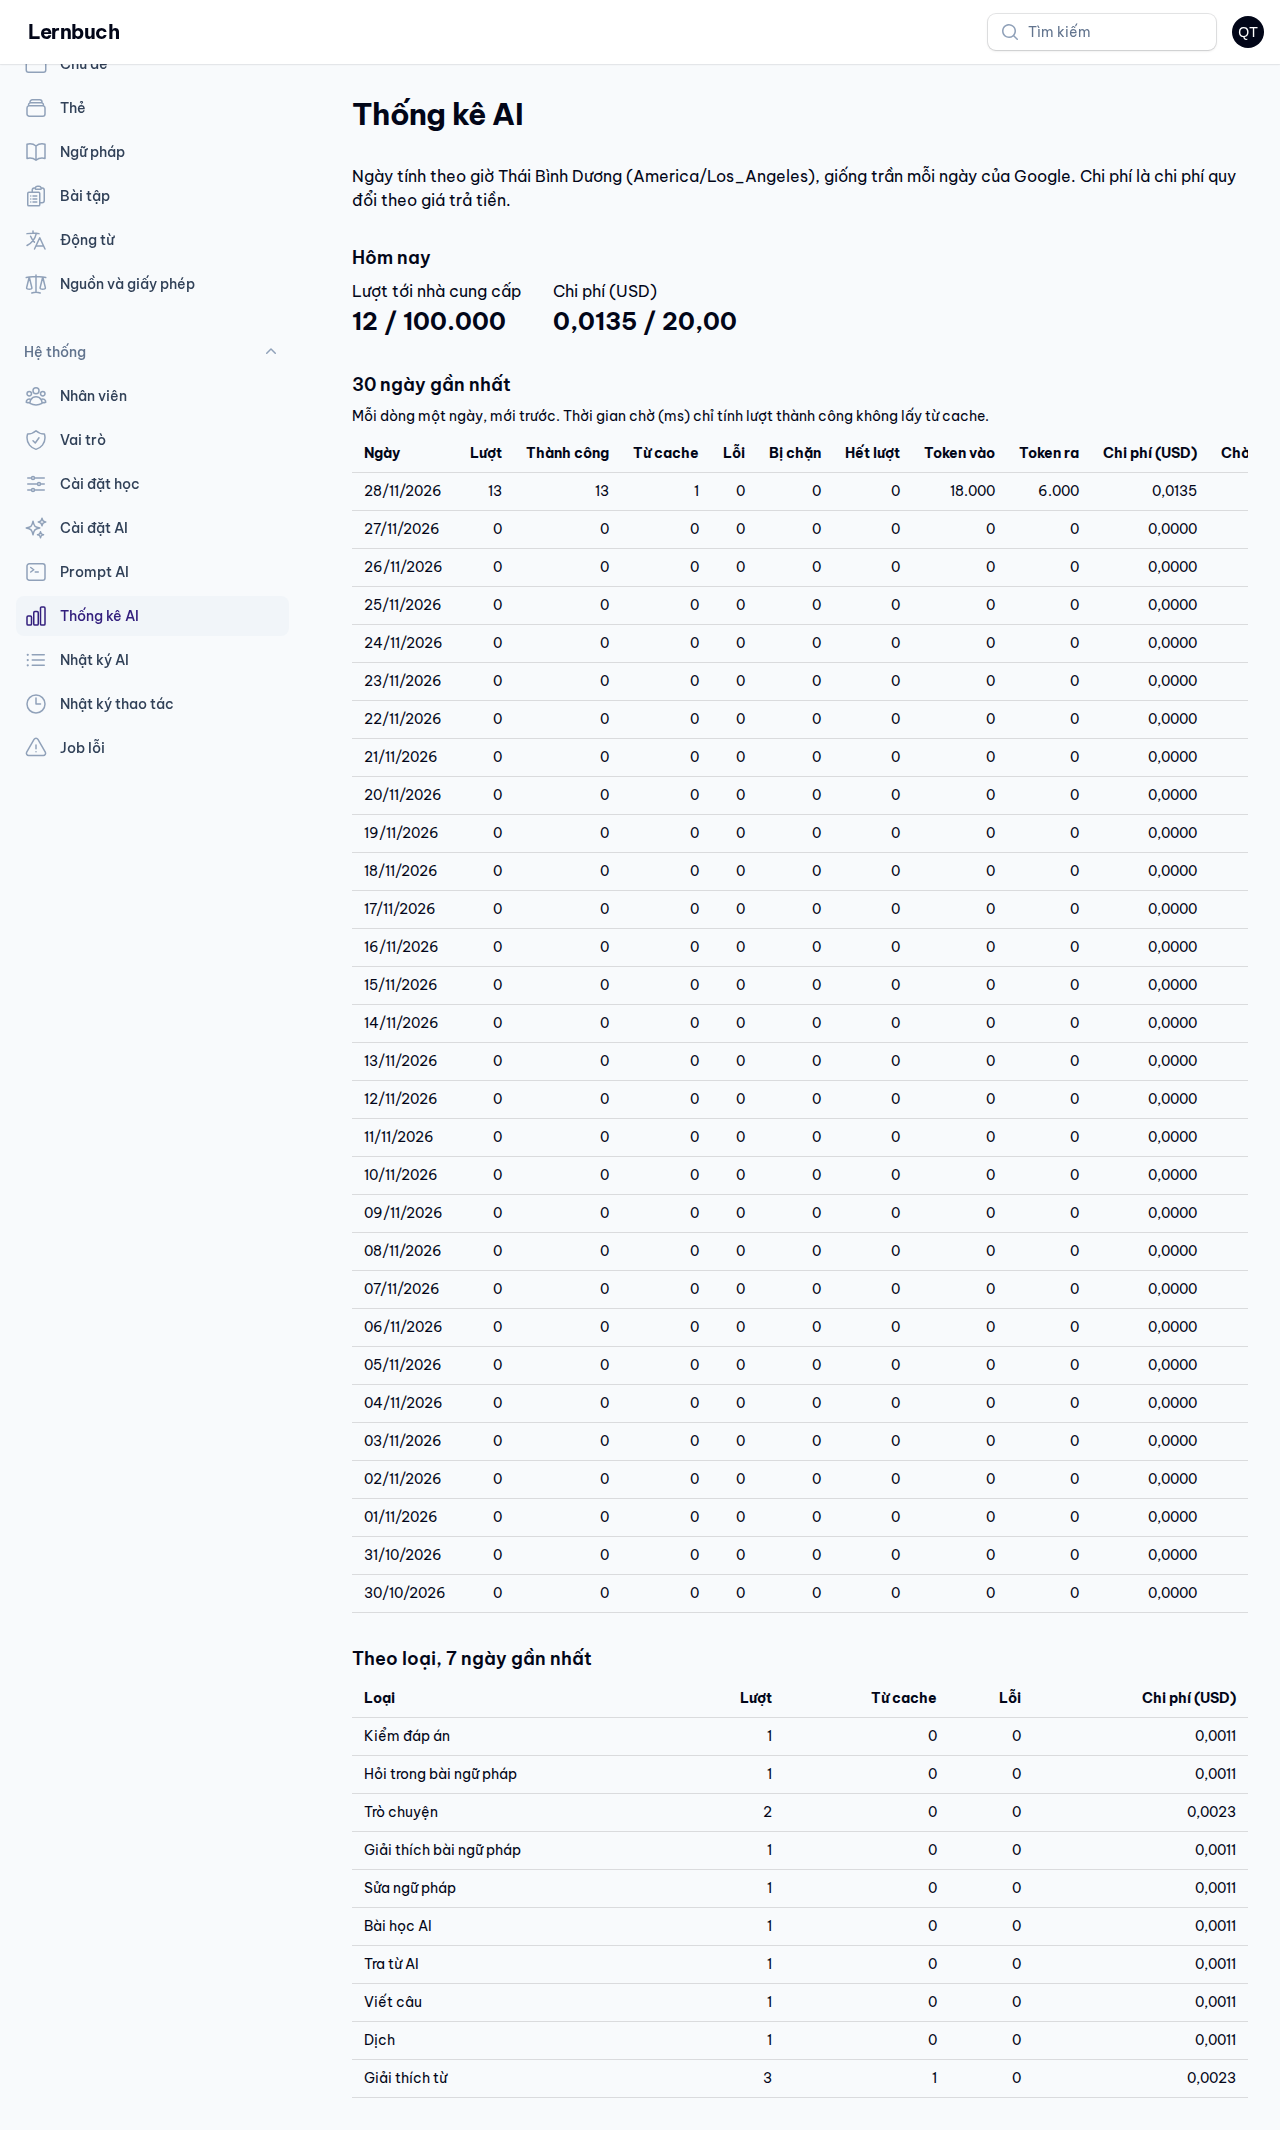 Lernbuch
Tìm kiếm
QT
Chủ đề
Thẻ
Ngữ pháp
Bài tập
Động từ
Nguồn và giấy phép
Hệ thống
Nhân viên
Vai trò
Cài đặt học
Cài đặt AI
Prompt AI
Thống kê AI
Nhật ký AI
Nhật ký thao tác
Job lỗi
Thống kê AI
Ngày tính theo giờ Thái Bình Dương (America/Los_Angeles), giống trần mỗi ngày của Google. Chi phí là chi phí quy
đổi theo giá trả tiền.
Hôm nay
Lượt tới nhà cung cấp Chi phí (USD)
12 / 100.000 0,0135 / 20,00
30 ngày gần nhất
Mỗi dòng một ngày, mới trước. Thời gian chờ (ms) chỉ tính lượt thành công không lấy từ cache.
Ngày Lượt Thành công Từ cache Lỗi Bị chặn Hết lượt Token vào Token ra Chi phí (USD) Chờ
28/11/2026 13 13 1 0 0 0 18.000 6.000 0,0135
27/11/2026 0 0 0 0 0 0 0 0 0,0000
26/11/2026 0 0 0 0 0 0 0 0 0,0000
25/11/2026 0 0 0 0 0 0 0 0 0,0000
24/11/2026 0 0 0 0 0 0 0 0 0,0000
23/11/2026 0 0 0 0 0 0 0 0 0,0000
22/11/2026 0 0 0 0 0 0 0 0 0,0000
21/11/2026 0 0 0 0 0 0 0 0 0,0000
20/11/2026 0 0 0 0 0 0 0 0 0,0000
19/11/2026 0 0 0 0 0 0 0 0 0,0000
18/11/2026 0 0 0 0 0 0 0 0 0,0000
17/11/2026 0 0 0 0 0 0 0 0 0,0000
16/11/2026 0 0 0 0 0 0 0 0 0,0000
15/11/2026 0 0 0 0 0 0 0 0 0,0000
14/11/2026 0 0 0 0 0 0 0 0 0,0000
13/11/2026 0 0 0 0 0 0 0 0 0,0000
12/11/2026 0 0 0 0 0 0 0 0 0,0000
11/11/2026 0 0 0 0 0 0 0 0 0,0000
10/11/2026 0 0 0 0 0 0 0 0 0,0000
09/11/2026 0 0 0 0 0 0 0 0 0,0000
08/11/2026 0 0 0 0 0 0 0 0 0,0000
07/11/2026 0 0 0 0 0 0 0 0 0,0000
06/11/2026 0 0 0 0 0 0 0 0 0,0000
05/11/2026 0 0 0 0 0 0 0 0 0,0000
04/11/2026 0 0 0 0 0 0 0 0 0,0000
03/11/2026 0 0 0 0 0 0 0 0 0,0000
02/11/2026 0 0 0 0 0 0 0 0 0,0000
01/11/2026 0 0 0 0 0 0 0 0 0,0000
31/10/2026 0 0 0 0 0 0 0 0 0,0000
30/10/2026 0 0 0 0 0 0 0 0 0,0000
Theo loại, 7 ngày gần nhất
Loại Lượt Từ cache Lỗi Chi phí (USD)
Kiểm đáp án 1 0 0 0,0011
Hỏi trong bài ngữ pháp 1 0 0 0,0011
Trò chuyện 2 0 0 0,0023
Giải thích bài ngữ pháp 1 0 0 0,0011
Sửa ngữ pháp 1 0 0 0,0011
Bài học AI 1 0 0 0,0011
Tra từ AI 1 0 0 0,0011
Viết câu 1 0 0 0,0011
Dịch 1 0 0 0,0011
Giải thích từ 3 1 0 0,0023